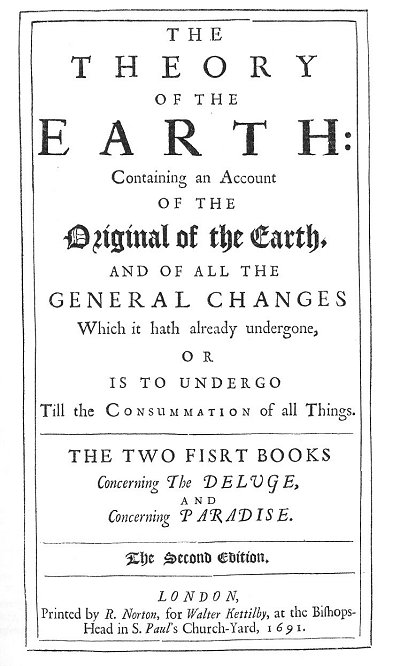 THE
THEORY
OF THE
EARTH:
Containing an Account
OF THE
Original of the Earth,
AND OF ALL THE
GENERAL CHANGES
Which it hath already undergone,
OR
IS TO UNDERGO
Till the CONSUMMATION of all Things.
THE TWO FISRT BOOKS
Concerning The DELUGE,
AND
Concerning PARADISE.
The Second Edition.
LONDON,
Printed by R. Norton, for Walter Kettilby, at the Biſhops-
Head in S. Paul's Church-Yard, 1691.